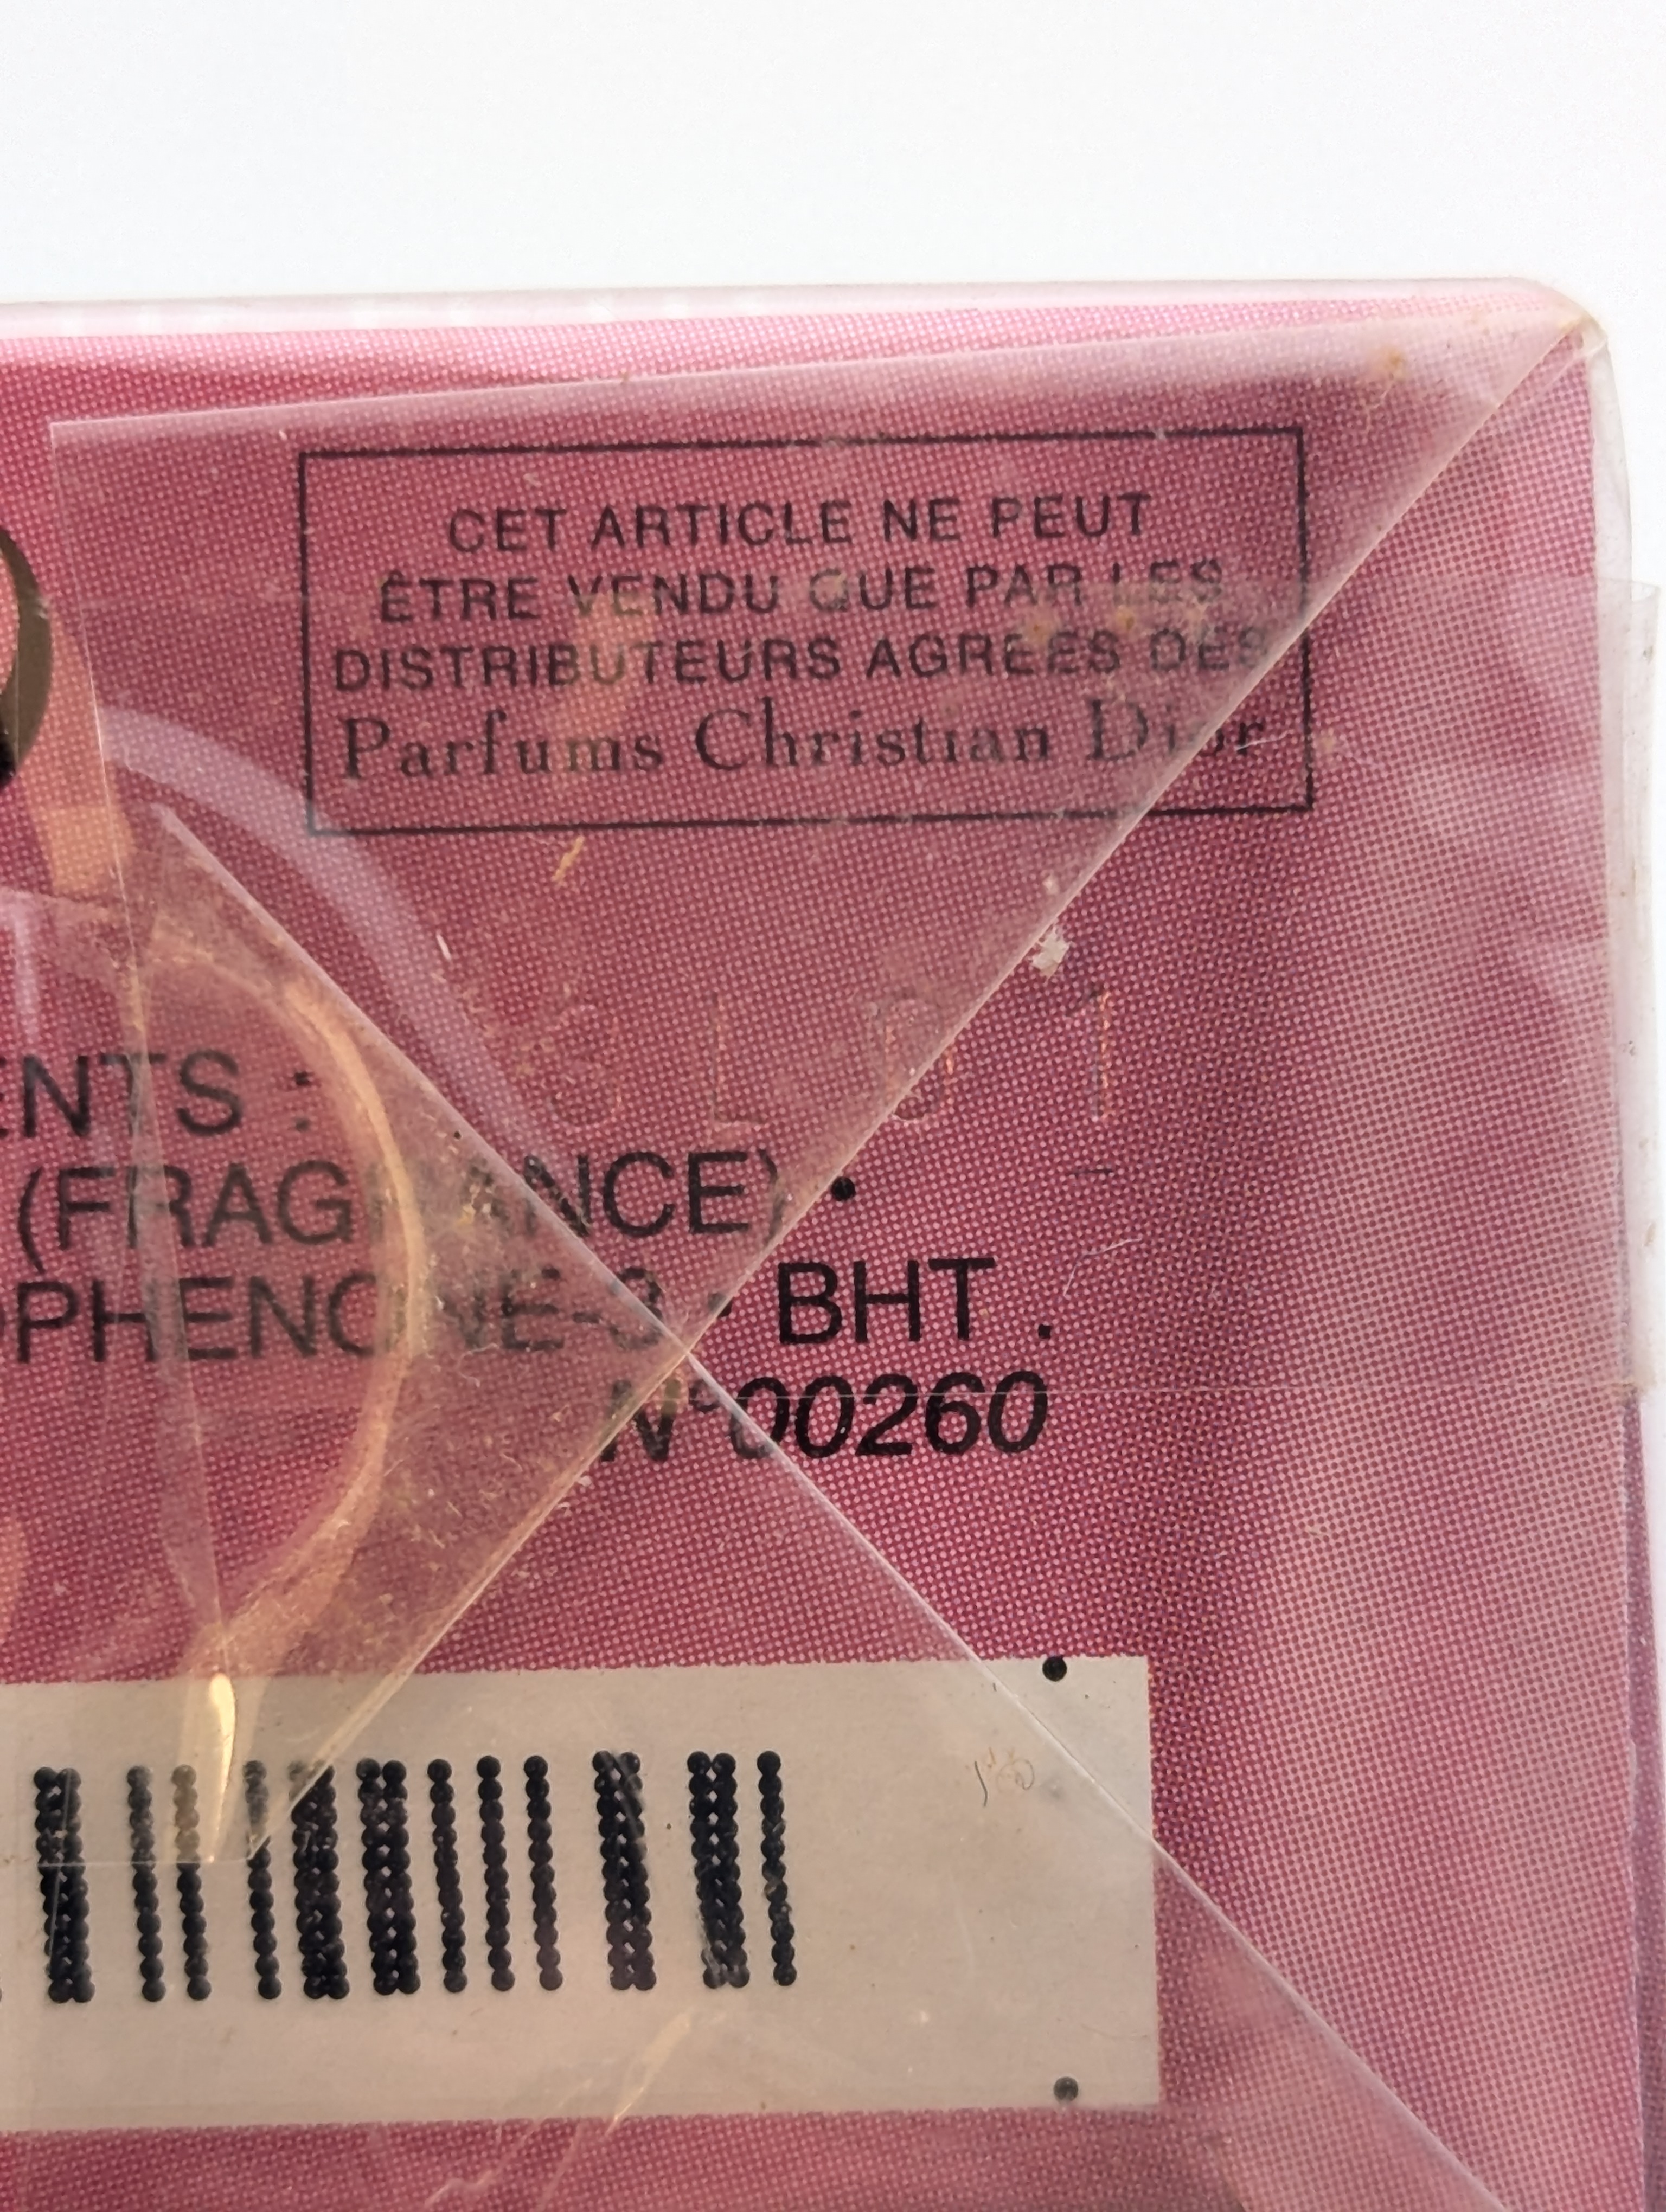 CET ARTICLE NE PEUT
ÊTRE VENDU QUE PAR LES
DISTRIBUTEURS AGRÉÉS DES
Parfums Christian Dior
ENTS :
(FRAGRANCE) •
OPHENONE-3 • BHT .
N°00260